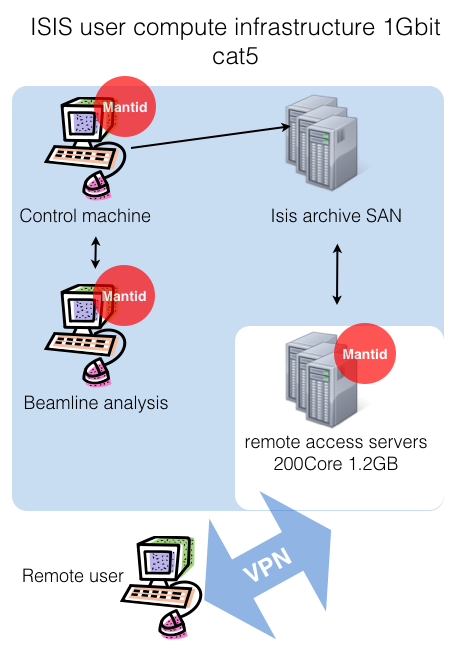 ISIS user compute infrastructure 1Gbit
cat5
Mantid
Control machine
Isis archive SAN
Mantid
Beamline analysis
Mantid
remote access servers
200Core 1.2GB
Remote user
VPN